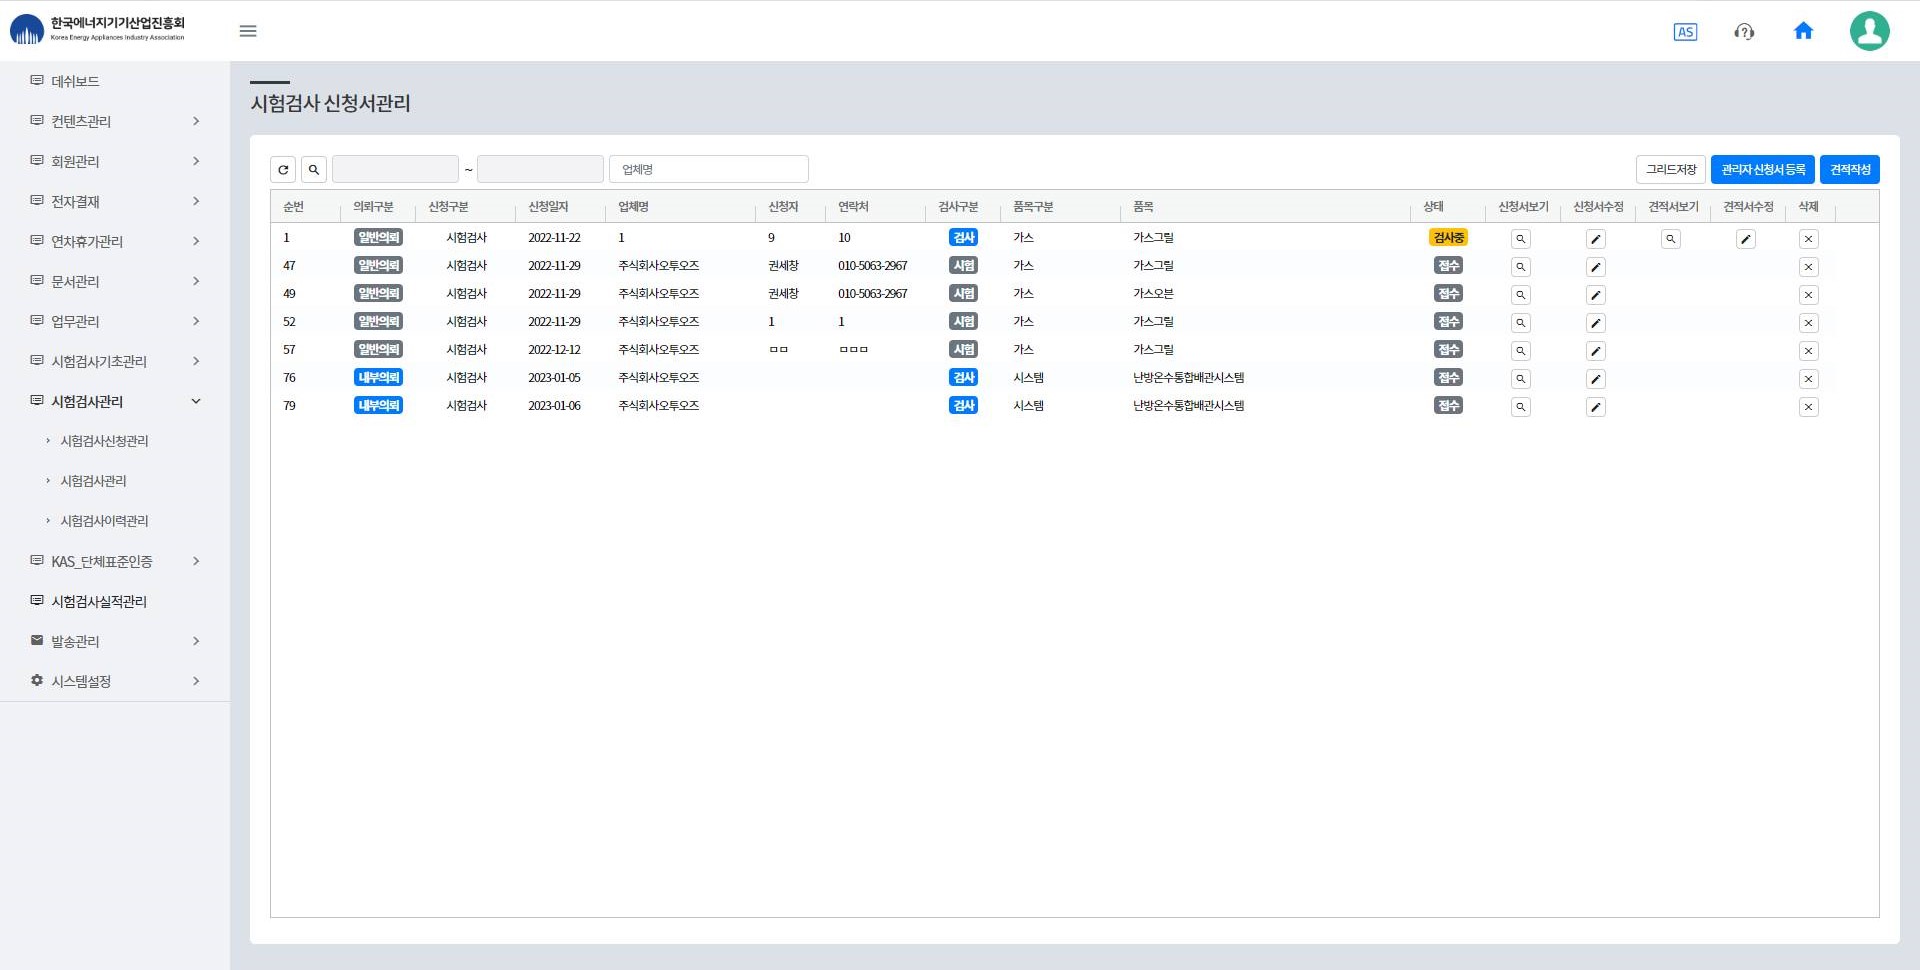 한국에너지기기산업진흥회
Korea Energy Appliances Industry Association
AS
데쉬보드
컨텐츠관리
회원관리
전자결재
연차휴가관리
문서관리
업무관리
시험검사기초관리
시험검사관리
시험검사신청관리
시험검사관리
시험검사이력관리
KAS_단체표준인증
시험검사실적관리
발송관리
시스템설정
시험검사 신청서관리
~ 업체명 그리드저장 관리자 신청서 등록 견적작성
순번 의뢰구분 신청구분 신청일자 업체명 신청자 연락처 검사구분 품목구분 품목 상태 신청서보기 신청서수정 견적서보기 견적서수정 삭제
1 일반의뢰 시험검사 2022-11-22 1 9 10 검사 가스 가스그릴 검사중
47 일반의뢰 시험검사 2022-11-29 주식회사오투오즈 권세창 010-5063-2967 시험 가스 가스그릴 접수
49 일반의뢰 시험검사 2022-11-29 주식회사오투오즈 권세창 010-5063-2967 시험 가스 가스오븐 접수
52 일반의뢰 시험검사 2022-11-29 주식회사오투오즈 1 1 시험 가스 가스그릴 접수
57 일반의뢰 시험검사 2022-12-12 주식회사오투오즈 ㅁㅁ ㅁㅁㅁ 시험 가스 가스그릴 접수
76 내부의뢰 시험검사 2023-01-05 주식회사오투오즈 검사 시스템 난방온수통합배관시스템 접수
79 내부의뢰 시험검사 2023-01-06 주식회사오투오즈 검사 시스템 난방온수통합배관시스템 접수